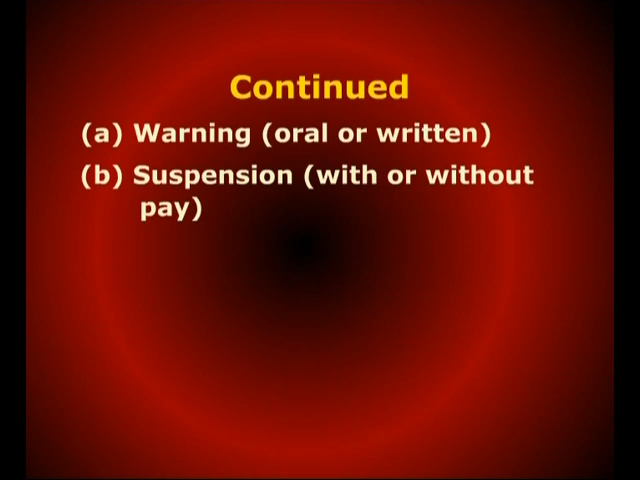 Continued
(a) Warning (oral or written)
(b) Suspension (with or without
pay)